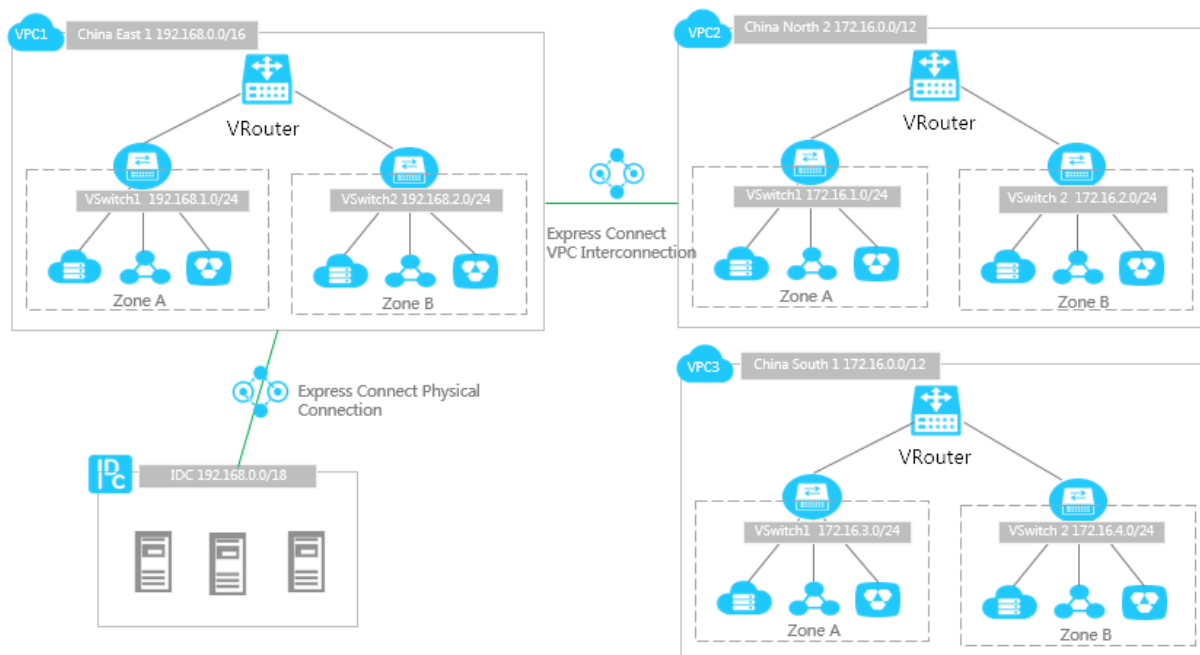 VPC1
China East 1 192.168.0.0/16
VRouter
VSwitch1 192.168.1.0/24
VSwitch2 192.168.2.0/24
Zone A
Zone B
Express Connect
VPC Interconnection
VPC2
China North 2 172.16.0.0/12
VRouter
VSwitch1 172.16.1.0/24
VSwitch 2 172.16.2.0/24
Zone A
Zone B
Express Connect Physical
Connection
IDC
IDC 192.168.0.0/18
VPC3
China South 1 172.16.0.0/12
VRouter
VSwitch1 172.16.3.0/24
VSwitch 2 172.16.4.0/24
Zone A
Zone B